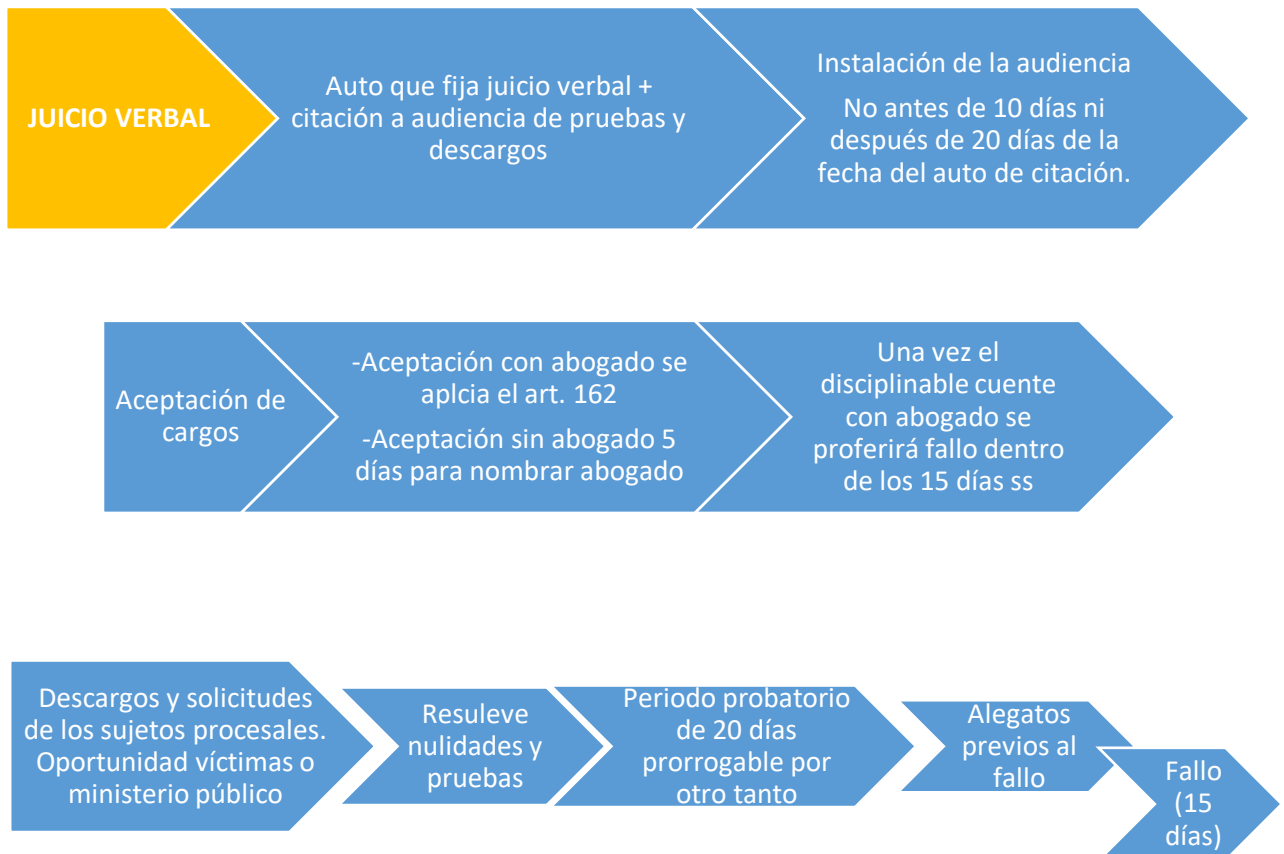 JUICIO VERBAL
Auto que fija juicio verbal +
citación a audiencia de pruebas y
descargos
Instalación de la audiencia
No antes de 10 días ni
después de 20 días de la
fecha del auto de citación.
Aceptación de
cargos
-Aceptación con abogado se
aplcia el art. 162
-Aceptación sin abogado 5
días para nombrar abogado
Una vez el
disciplinable cuente
con abogado se
proferirá fallo dentro
de los 15 días ss
Descargos y solicitudes
de los sujetos procesales.
Oportunidad víctimas o
ministerio público
Resuleve
nulidades y
pruebas
Periodo probatorio
de 20 días
prorrogable por
otro tanto
Alegatos
previos al
fallo
Fallo
(15
días)